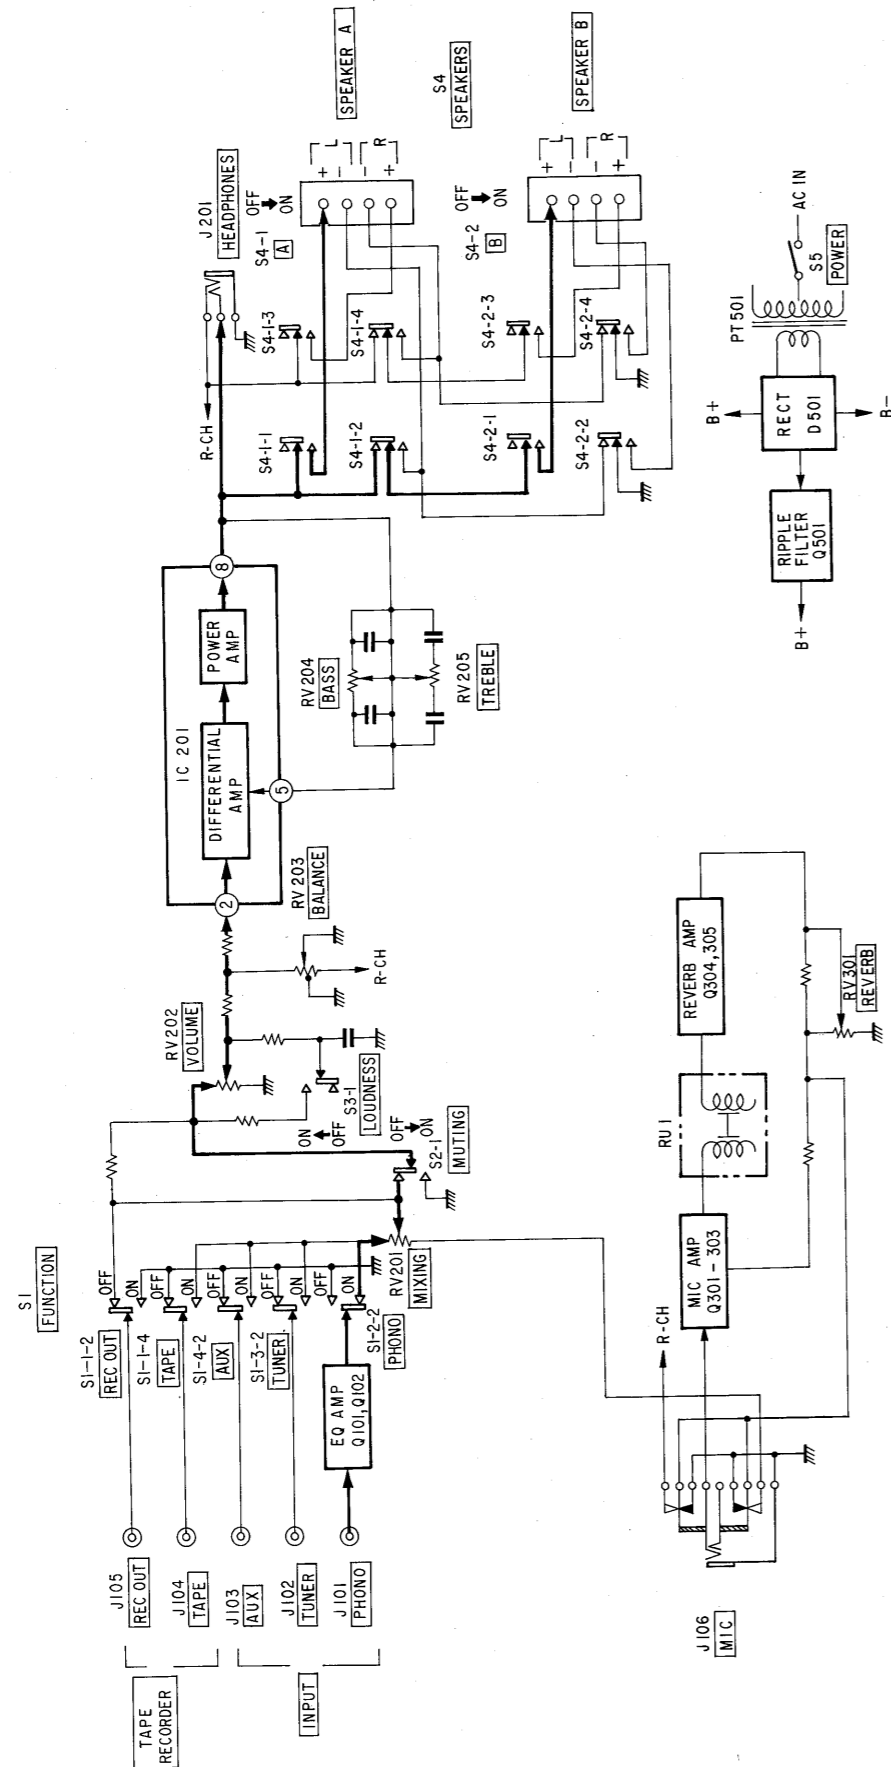 S1
FUNCTION
TAPE
RECORDER
INPUT
J105
REC OUT
J104
TAPE
J103
AUX
J102
TUNER
J101
PHONO
S1-1-2
REC OUT
S1-1-4
TAPE
S1-4-2
AUX
S1-3-2
TUNER
S1-2-2
PHONO
OFF
ON
OFF
ON
OFF
ON
OFF
ON
OFF
ON
EQ AMP
Q101,Q102
RV201
MIXING
S2-1
MUTING
OFF
ON
S3-1
LOUDNESS
ON
OFF
RV202
VOLUME
RV203
BALANCE
R-CH
IC 201
2
DIFFERENTIAL
AMP
POWER
AMP
8
5
RV204
BASS
RV205
TREBLE
R-CH
J201
HEADPHONES
S4-1-1
S4-1-2
S4-1-3
S4-1-4
S4-2-1
S4-2-2
S4-2-3
S4-2-4
S4-1
A
OFF
ON
S4-2
B
OFF
ON
+
-
-
+
L
R
SPEAKER A
S4
SPEAKERS
+
-
-
+
L
R
SPEAKER B
J106
MIC
R-CH
MIC AMP
Q301-303
RU1
REVERB AMP
Q304,305
RV301
REVERB
B+
RIPPLE
FILTER
Q501
B+
RECT
D501
B-
PT501
S5
POWER
AC IN